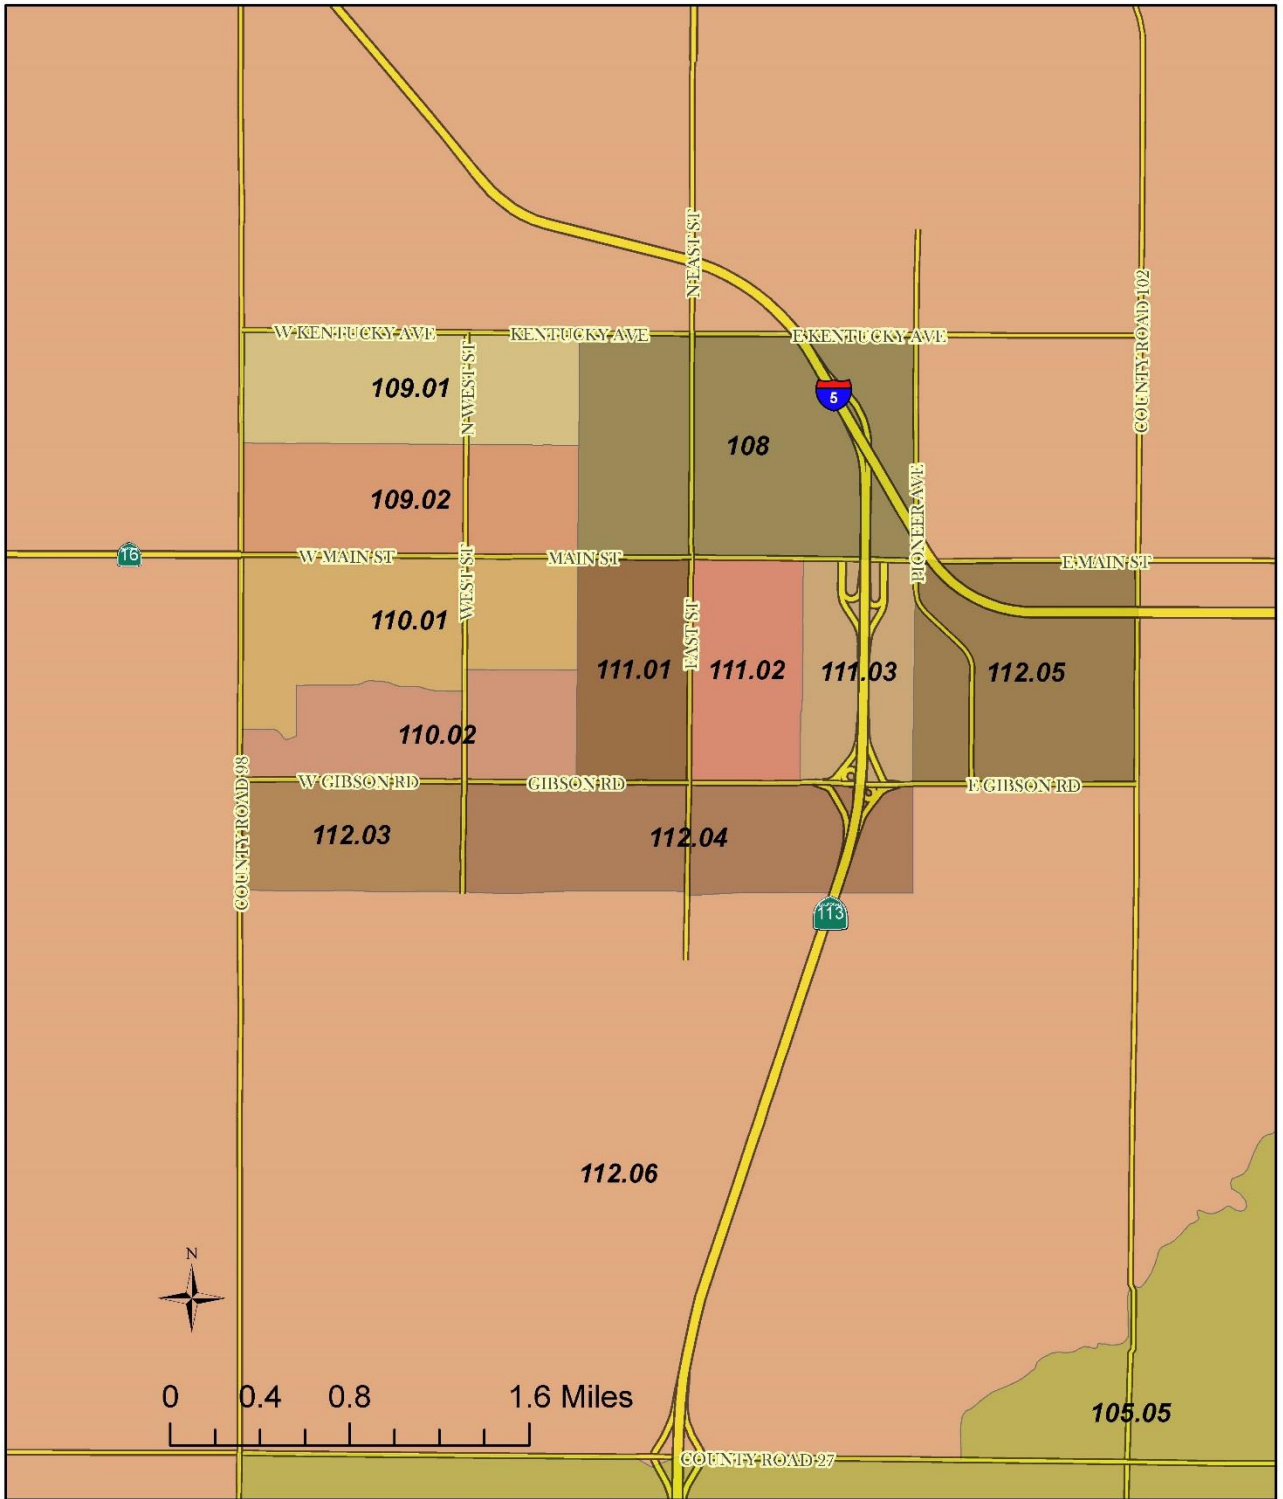 N EAST ST
COUNTY ROAD 102
W KENTUCKY AVE
KENTUCKY AVE
E KENTUCKY AVE
N WEST ST
109.01
5
108
109.02
PIONEER AVE
16
W MAIN ST
MAIN ST
E MAIN ST
WEST ST
110.01
EAST ST
111.01
111.02
111.03
112.05
110.02
COUNTY ROAD 98
W GIBSON RD
GIBSON RD
E GIBSON RD
112.03
112.04
113
112.06
N
0 0.4 0.8 1.6 Miles
105.05
COUNTY ROAD 27